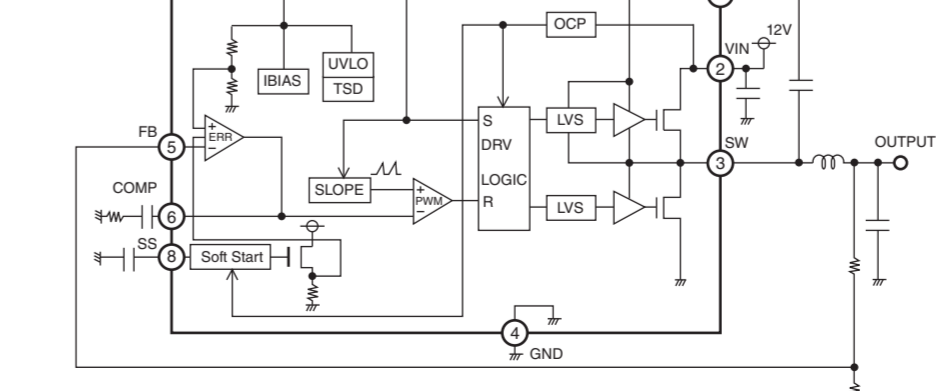 OCP
12V
VIN
UVLO
IBIAS
TSD
2
+
ERR
−
S
LVS
FB
DRV
SW
5
3
OUTPUT
COMP
SLOPE
LOGIC
+
PWM
−
R
LVS
6
SS
8
Soft Start
4
GND